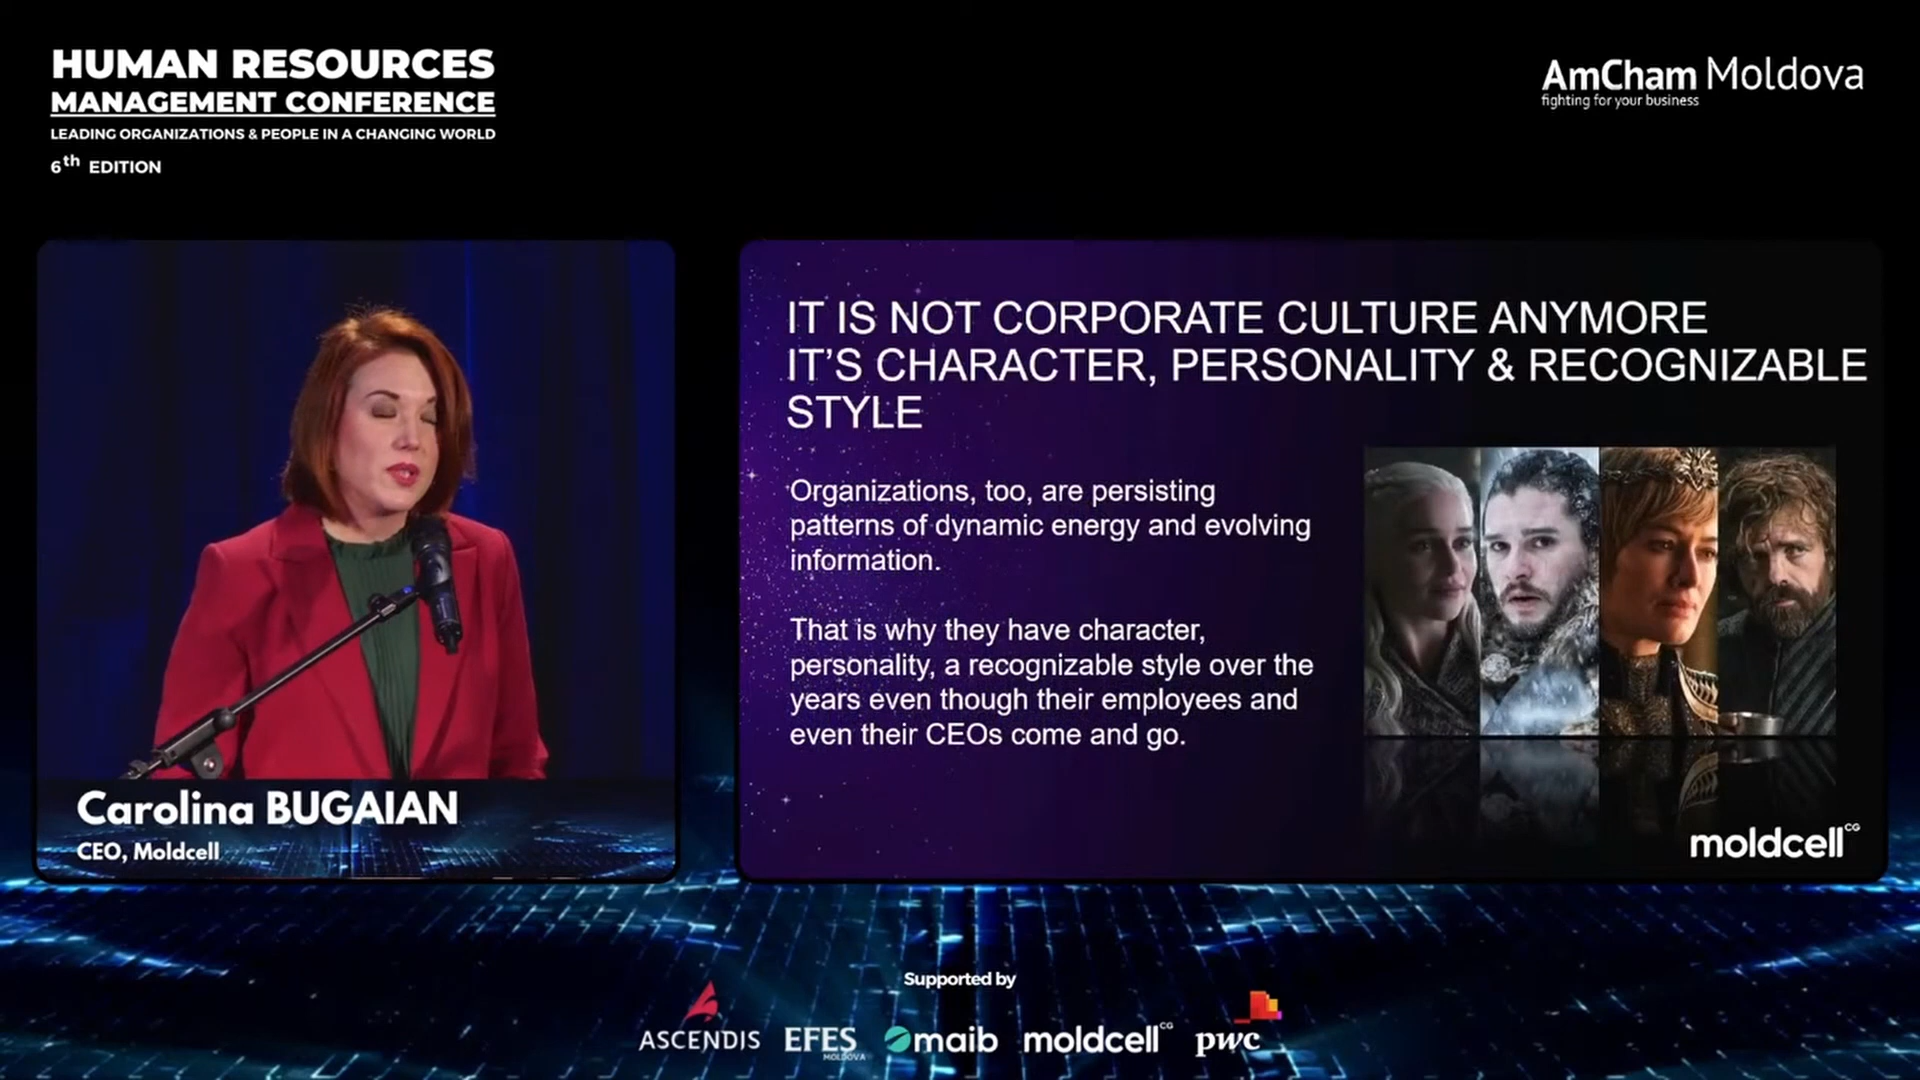 HUMAN RESOURCES
MANAGEMENT CONFERENCE
LEADING ORGANIZATIONS & PEOPLE IN A CHANGING WORLD
6th EDITION
AmCham Moldova
fighting for your business
IT IS NOT CORPORATE CULTURE ANYMORE
IT’S CHARACTER, PERSONALITY & RECOGNIZABLE
STYLE
Organizations, too, are persisting
patterns of dynamic energy and evolving
information.
That is why they have character,
personality, a recognizable style over the
years even though their employees and
even their CEOs come and go.
moldcell CG
Carolina BUGAIAN
CEO, Moldcell
Supported by
ASCENDIS
EFES
MOLDOVA
maib
moldcell CG
pwc